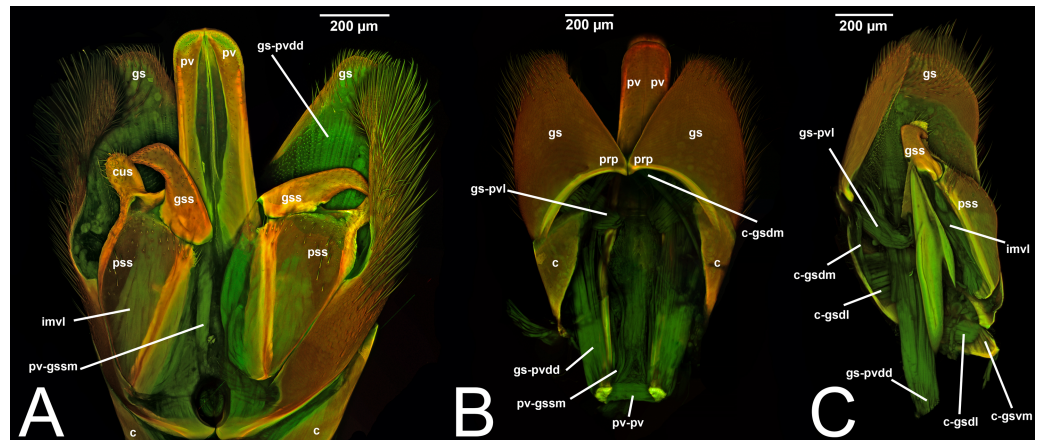 200 µm
gs-pvdd
pv pv
gs
gs
cus
gss
gss
pss
pss
imvl
pv-gssm
c
c
A
200 µm
pv pv
gs
gs
prp prp
gs-pvl
c-gsdm
c
c
gs-pvdd
pv-gssm
pv-pv
B
200 µm
gs
gs-pvl
gss
pss
c-gsdm
imvl
c-gsdl
gs-pvdd
c-gsdl
c-gsvm
C